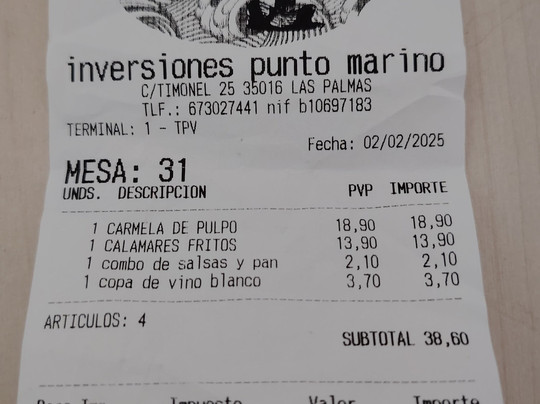 inversiones punto marino
C/TIMONEL 25 35016 LAS PALMAS
TLF.: 673027441 nif b10697183
TERMINAL: 1 - TPV
Fecha: 02/02/2025
MESA: 31
UNDS. DESCRIPCION PVP IMPORTE
1 CARMELA DE PULPO 18,90 18,90
1 CALAMARES FRITOS 13,90 13,90
1 combo de salsas y pan 2,10 2,10
1 copa de vino blanco 3,70 3,70
ARTICULOS: 4
SUBTOTAL 38,60
Impuesto Valor Importe